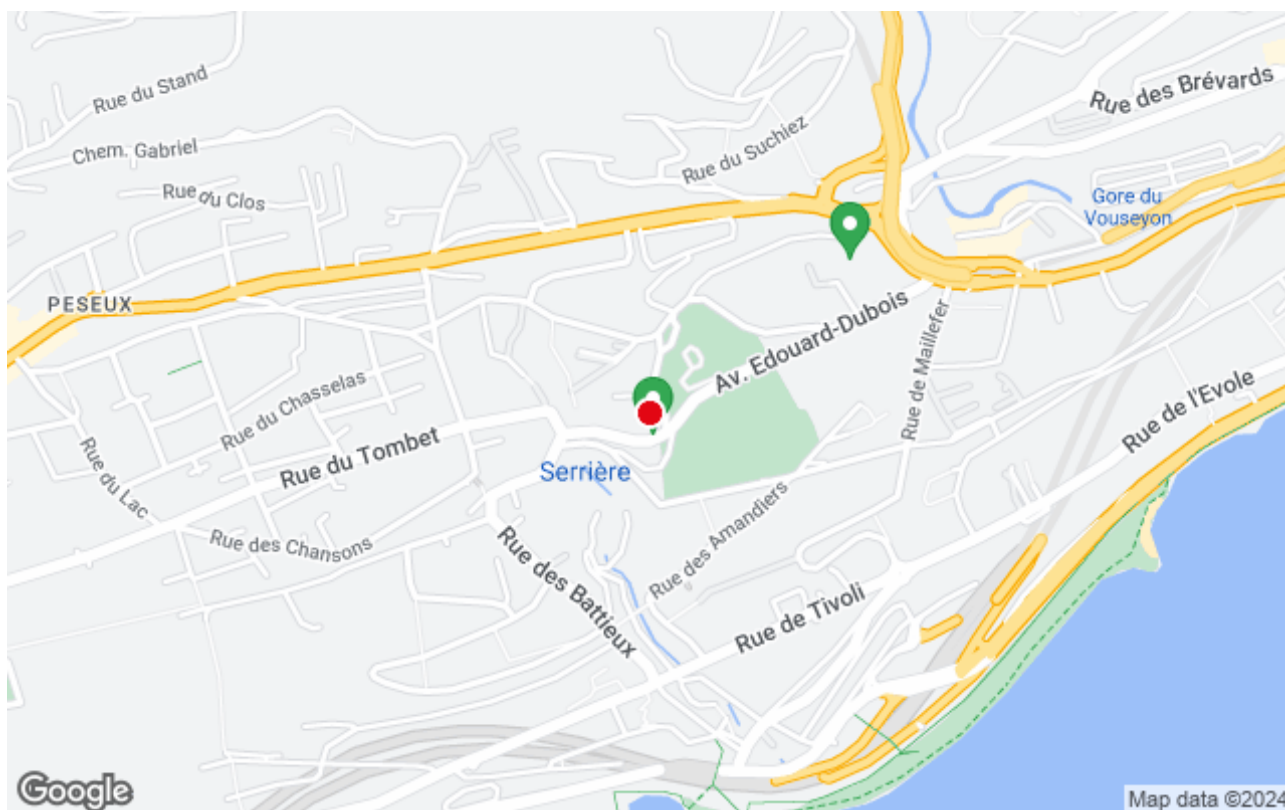 Rue des Brévards
Rue du Stand
Chem. Gabriel
Rue du Suchiez
Rue du Clos
Gore du
Vouseyon
PESEUX
Av. Edouard-Dubois
Rue de Maillefer
Rue du Chasselas
Rue de l'Evole
Rue du Tombet
Serrière
Rue du Lac
Rue des Chansons
Rue des Amandiers
Rue des Battieux
Rue de Tivoli
Google
Map data ©2024